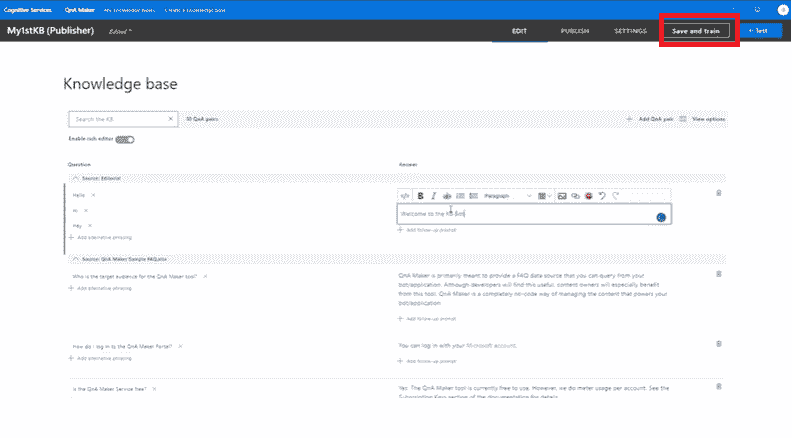 Cognitive Services QnA Maker My knowledge bases Create a knowledge base
My1stKB (Publisher) Edited EDIT PUBLISH SETTINGS Save and train Test
Knowledge base
Search the KB QnA pairs + Add QnA pair View options
Enable rich editor
Question Answer
Source: Editorial
Hello ×
</> B I Paragraph
Hi ×
Welcome to the KB
Hey ×
+ Add follow-up prompt
+ Add alternative phrasing
Source: QnA Maker Sample
Who is the target audience for the QnA Maker tool? ×
QnA Maker is primarily meant to provide a FAQ data source that you can query from your
+ Add alternative phrasing
bot/application. Although developers will find this useful, content owners will especially benefit
from this tool. QnA Maker is a completely no-code way of managing the content that powers your
bot/application
+ Add follow-up prompt
How do I log in to the QnA Maker Portal? ×
You can log in with your Microsoft account.
+ Add alternative phrasing
+ Add follow-up prompt
Is the QnA Maker Service free? ×
Yes. The QnA Maker tool is currently free to use. However, we do meter usage per account. See the
Subscription Keys section of the documentation for details.